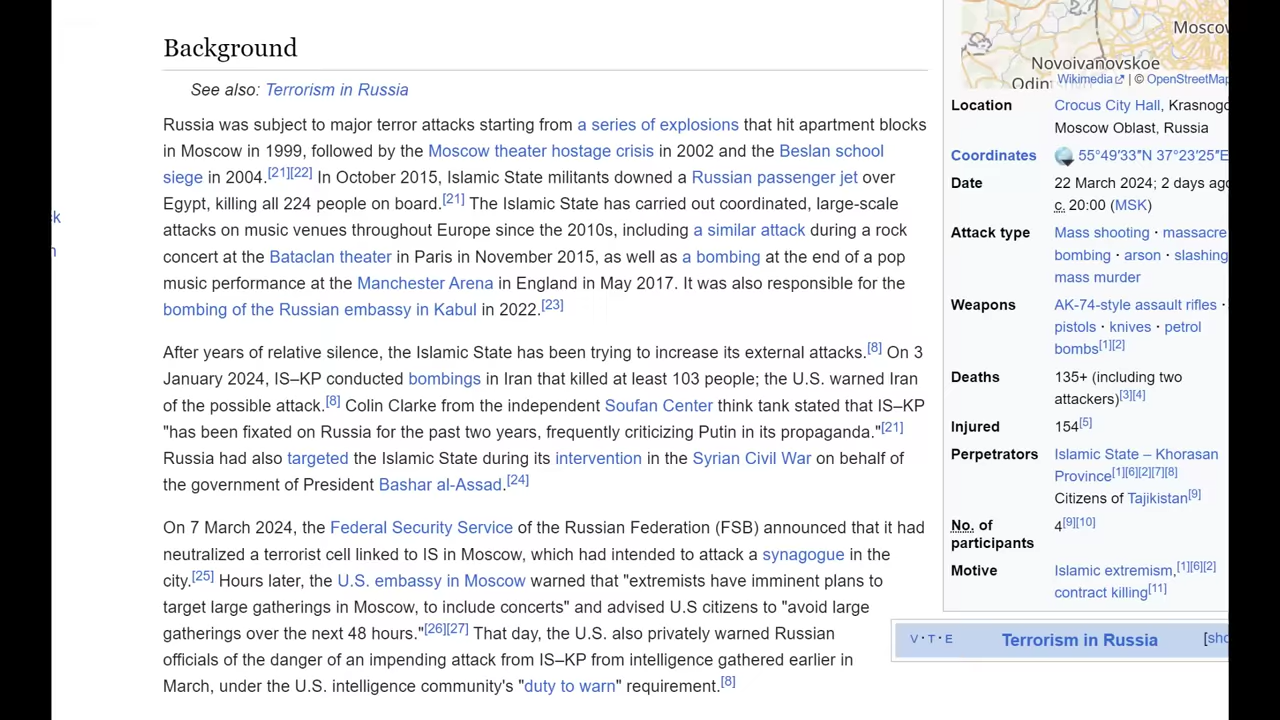 Background
See also: Terrorism in Russia
Russia was subject to major terror attacks starting from a series of explosions that hit apartment blocks
in Moscow in 1999, followed by the Moscow theater hostage crisis in 2002 and the Beslan school
siege in 2004.[21][22] In October 2015, Islamic State militants downed a Russian passenger jet over
Egypt, killing all 224 people on board.[21] The Islamic State has carried out coordinated, large-scale
attacks on music venues throughout Europe since the 2010s, including a similar attack during a rock
concert at the Bataclan theater in Paris in November 2015, as well as a bombing at the end of a pop
music performance at the Manchester Arena in England in May 2017. It was also responsible for the
bombing of the Russian embassy in Kabul in 2022.[23]
After years of relative silence, the Islamic State has been trying to increase its external attacks.[8] On 3
January 2024, IS–KP conducted bombings in Iran that killed at least 103 people; the U.S. warned Iran
of the possible attack.[8] Colin Clarke from the independent Soufan Center think tank stated that IS–KP
"has been fixated on Russia for the past two years, frequently criticizing Putin in its propaganda."[21]
Russia had also targeted the Islamic State during its intervention in the Syrian Civil War on behalf of
the government of President Bashar al-Assad.[24]
On 7 March 2024, the Federal Security Service of the Russian Federation (FSB) announced that it had
neutralized a terrorist cell linked to IS in Moscow, which had intended to attack a synagogue in the
city.[25] Hours later, the U.S. embassy in Moscow warned that "extremists have imminent plans to
target large gatherings in Moscow, to include concerts" and advised U.S citizens to "avoid large
gatherings over the next 48 hours."[26][27] That day, the U.S. also privately warned Russian
officials of the danger of an impending attack from IS–KP from intelligence gathered earlier in
March, under the U.S. intelligence community's "duty to warn" requirement.[8]
Moscow
Novoivanovskoe
Odin
Wikimedia | © OpenStreetMap
Location Crocus City Hall, Krasnogo
Moscow Oblast, Russia
Coordinates 55°49′33″N 37°23′25″E
Date 22 March 2024; 2 days ago
c. 20:00 (MSK)
Attack type Mass shooting · massacre
bombing · arson · slashing
mass murder
Weapons AK-74-style assault rifles ·
pistols · knives · petrol
bombs[1][2]
Deaths 135+ (including two
attackers)[3][4]
Injured 154[5]
Perpetrators Islamic State – Khorasan
Province[1][6][2][7][8]
Citizens of Tajikistan[9]
No. of participants 4[9][10]
Motive Islamic extremism,[1][6][2]
contract killing[11]
V · T · E Terrorism in Russia [sho